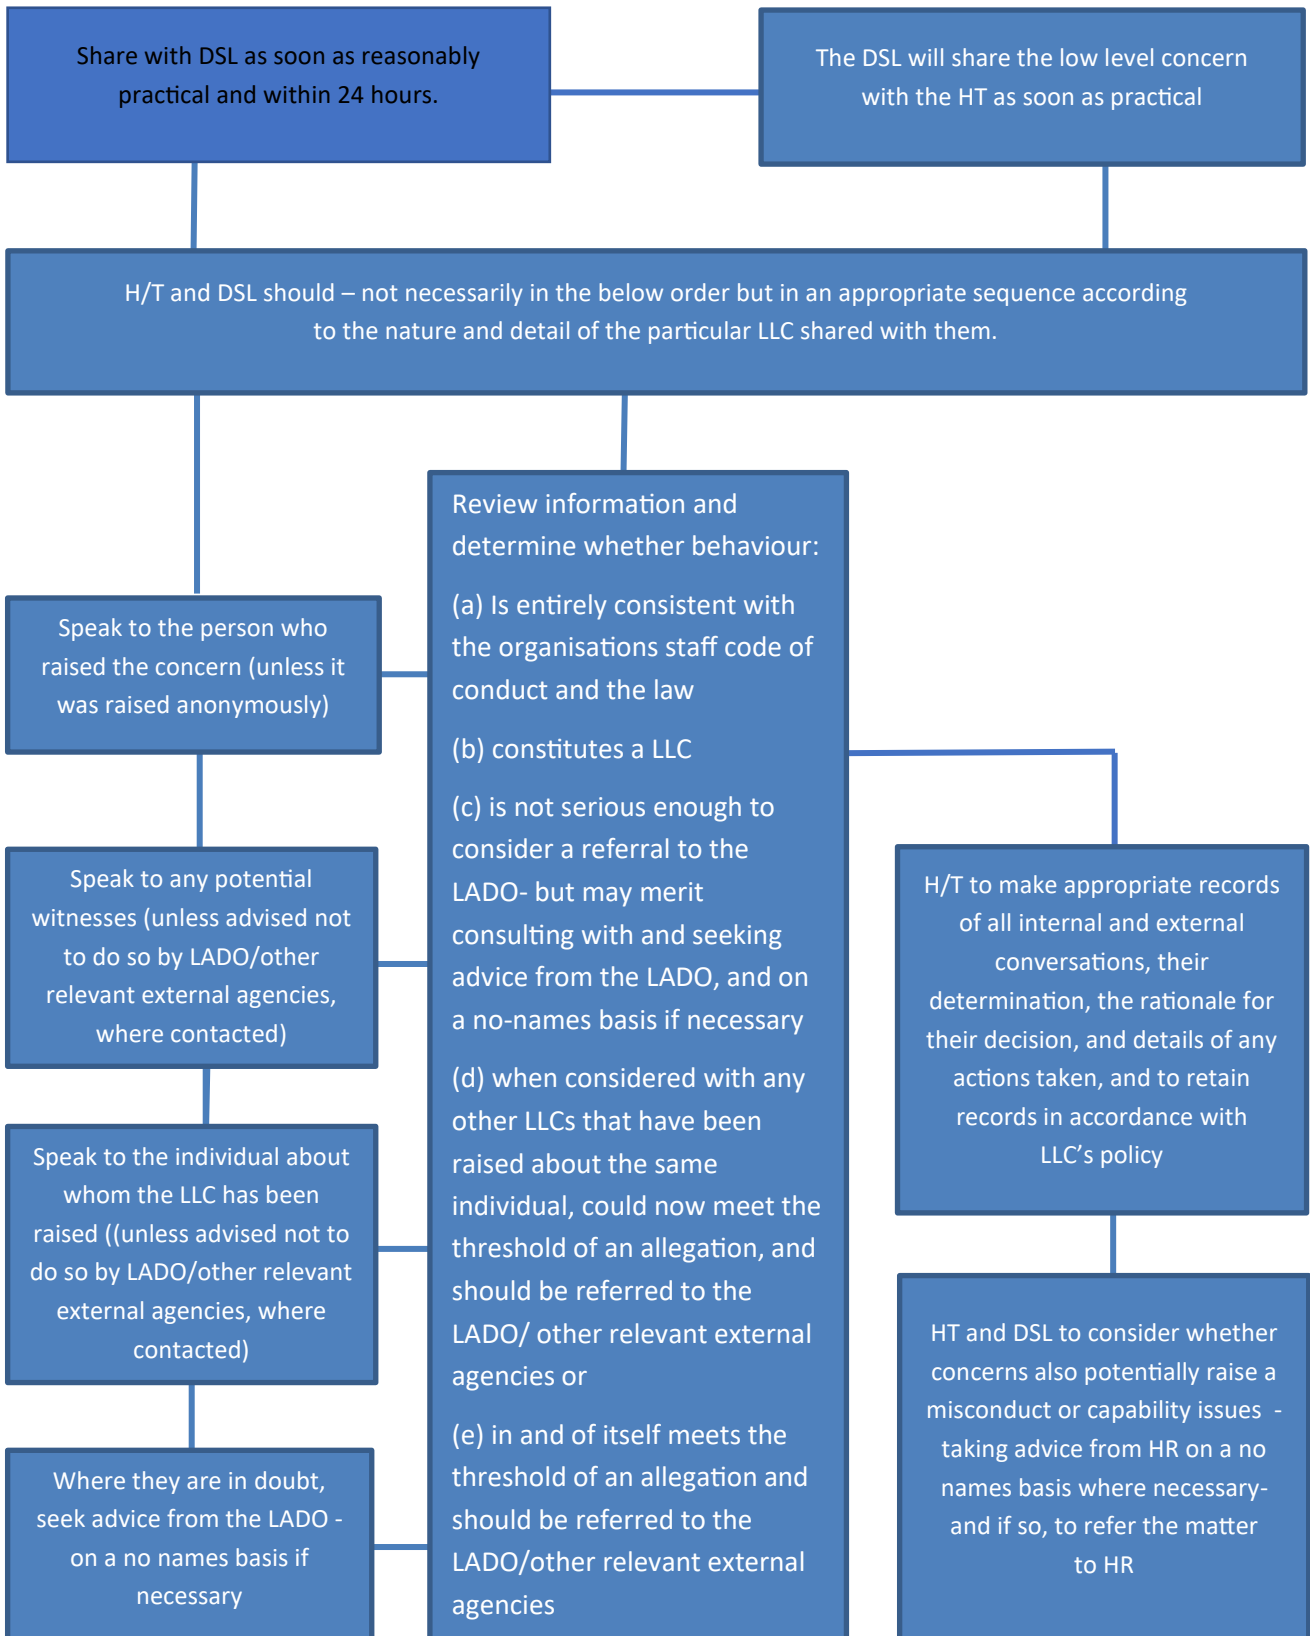 Share with DSL as soon as reasonably
practical and within 24 hours.
The DSL will share the low level concern
with the HT as soon as practical
H/T and DSL should – not necessarily in the below order but in an appropriate sequence according
to the nature and detail of the particular LLC shared with them.
Speak to the person who
raised the concern (unless it
was raised anonymously)
Speak to any potential
witnesses (unless advised not
to do so by LADO/other
relevant external agencies,
where contacted)
Speak to the individual about
whom the LLC has been
raised ((unless advised not to
do so by LADO/other relevant
external agencies, where
contacted)
Where they are in doubt,
seek advice from the LADO -
on a no names basis if
necessary
Review information and
determine whether behaviour:
(a) Is entirely consistent with
the organisations staff code of
conduct and the law
(b) constitutes a LLC
(c) is not serious enough to
consider a referral to the
LADO- but may merit
consulting with and seeking
advice from the LADO, and on
a no-names basis if necessary
(d) when considered with any
other LLCs that have been
raised about the same
individual, could now meet the
threshold of an allegation, and
should be referred to the
LADO/ other relevant external
agencies or
(e) in and of itself meets the
threshold of an allegation and
should be referred to the
LADO/other relevant external
agencies
H/T to make appropriate records
of all internal and external
conversations, their
determination, the rationale for
their decision, and details of any
actions taken, and to retain
records in accordance with
LLC’s policy
HT and DSL to consider whether
concerns also potentially raise a
misconduct or capability issues -
taking advice from HR on a no
names basis where necessary-
and if so, to refer the matter
to HR